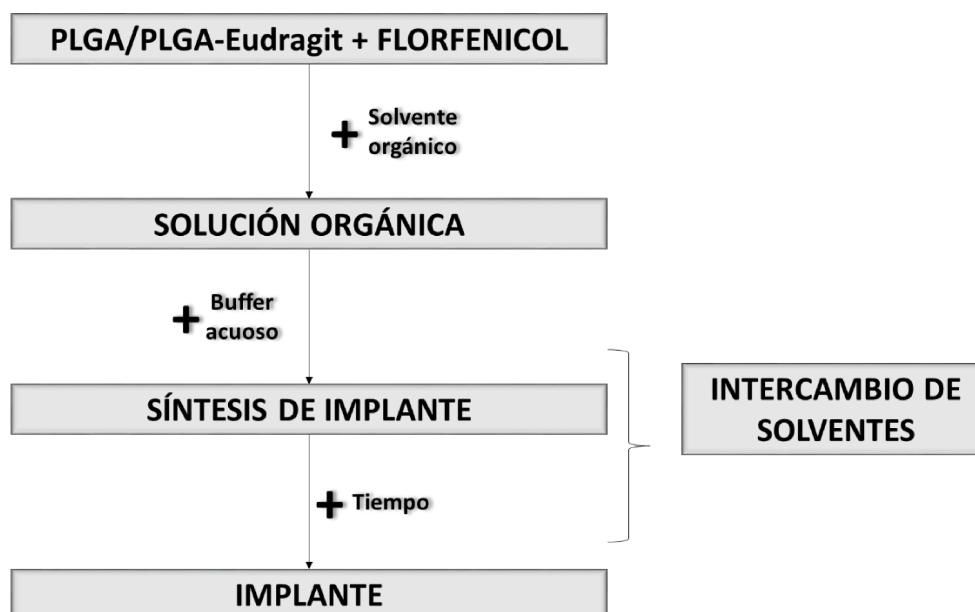 PLGA/PLGA-Eudragit + FLORFENICOL
+ Solvente
orgánico
SOLUCIÓN ORGÁNICA
+ Buffer
acuoso
SÍNTESIS DE IMPLANTE
INTERCAMBIO DE
SOLVENTES
+ Tiempo
IMPLANTE